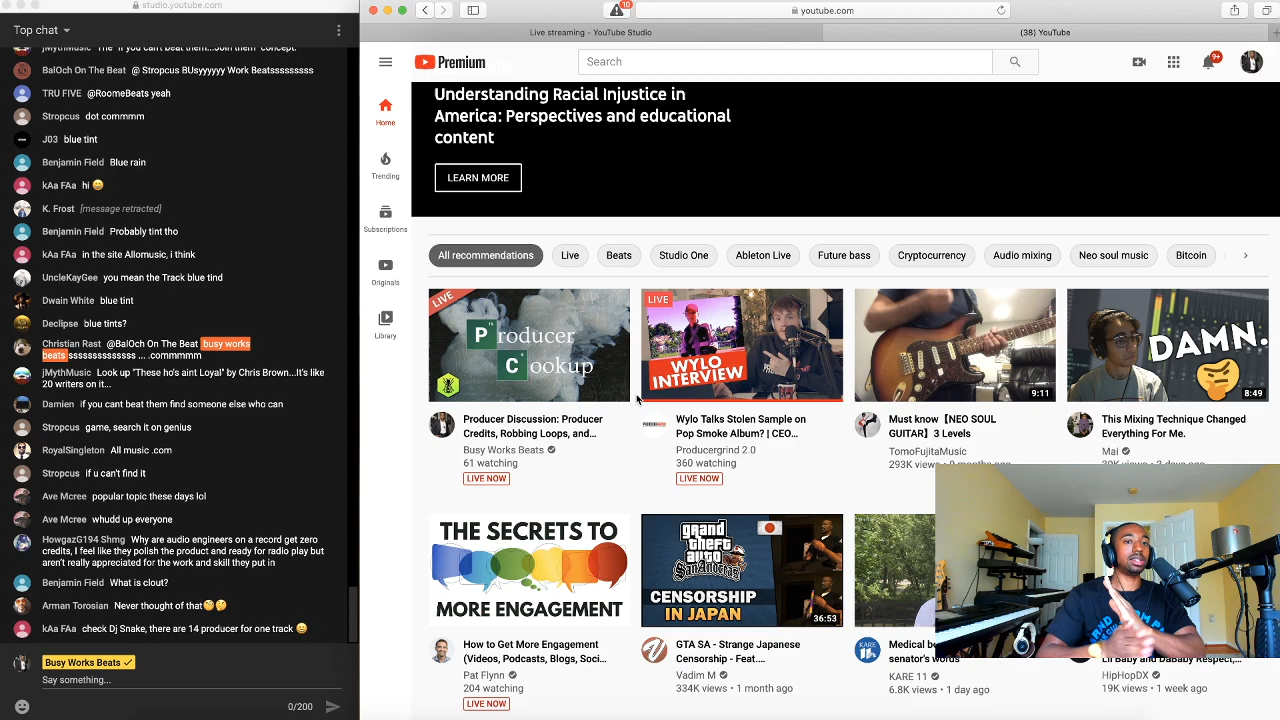 studio.youtube.com
Top chat
jMythMusic The "If you can't beat them...Join them" concept.
BalOch On The Beat @ Stropcus BUsyyyyyy Work Beatsssssssss
TRU FIVE @RoomeBeats yeah
Stropcus dot commmm
J03 blue tint
Benjamin Field Blue rain
kAa FAa hi 😀
K. Frost [message retracted]
Benjamin Field Probably tint tho
kAa FAa in the site Allomusic, i think
UncleKayGee you mean the Track blue tind
Dwain White blue tint
Declipse blue tints?
Christian Rast @BalOch On The Beat busy works
beats ssssssssssssss ... .commmmm
jMythMusic Look up "These ho's aint Loyal" by Chris Brown...It's like
20 writers on it...
Damien if you cant beat them find someone else who can
Stropcus game, search it on genius
RoyalSingleton All music .com
Stropcus if u can't find it
Ave Mcree popular topic these days lol
Ave Mcree whudd up everyone
HowgazG194 Shmg Why are audio engineers on a record get zero
credits, I feel like they polish the product and ready for radio play but
aren't really appreciated for the work and skill they put in
Benjamin Field What is clout?
Arman Torosian Never thought of that🤔🤔
kAa FAa check Dj Snake, there are 14 producer for one track 😄
Busy Works Beats ✓
Say something...
0/200
10
youtube.com
Live streaming - YouTube Studio
(38) YouTube
Premium
Search
9+
Home
Trending
Subscriptions
Originals
Library
Understanding Racial Injustice in
America: Perspectives and educational
content
LEARN MORE
All recommendations
Live
Beats
Studio One
Ableton Live
Future bass
Cryptocurrency
Audio mixing
Neo soul music
Bitcoin
LIVE
Producer
Cookup
LIVE
WYLO
INTERVIEW
9:11
DAMN.
8:49
Producer Discussion: Producer
Credits, Robbing Loops, and...
Busy Works Beats
61 watching
LIVE NOW
Wylo Talks Stolen Sample on
Pop Smoke Album? | CEO...
Producergrind 2.0
360 watching
LIVE NOW
Must know【NEO SOUL
GUITAR】3 Levels
TomoFujitaMusic
293K views
This Mixing Technique Changed
Everything For Me.
Mai
THE SECRETS TO
MORE ENGAGEMENT
grand
theft
auto
San Andreas
CENSORSHIP
IN JAPAN
36:53
How to Get More Engagement
(Videos, Podcasts, Blogs, Soci...
Pat Flynn
204 watching
LIVE NOW
GTA SA - Strange Japanese
Censorship - Feat....
Vadim M
334K views • 1 month ago
Medical b
senator's words
KARE 11
6.8K views • 1 day ago
Lil Baby and DaBaby Respect,...
HipHopDX
19K views • 1 week ago